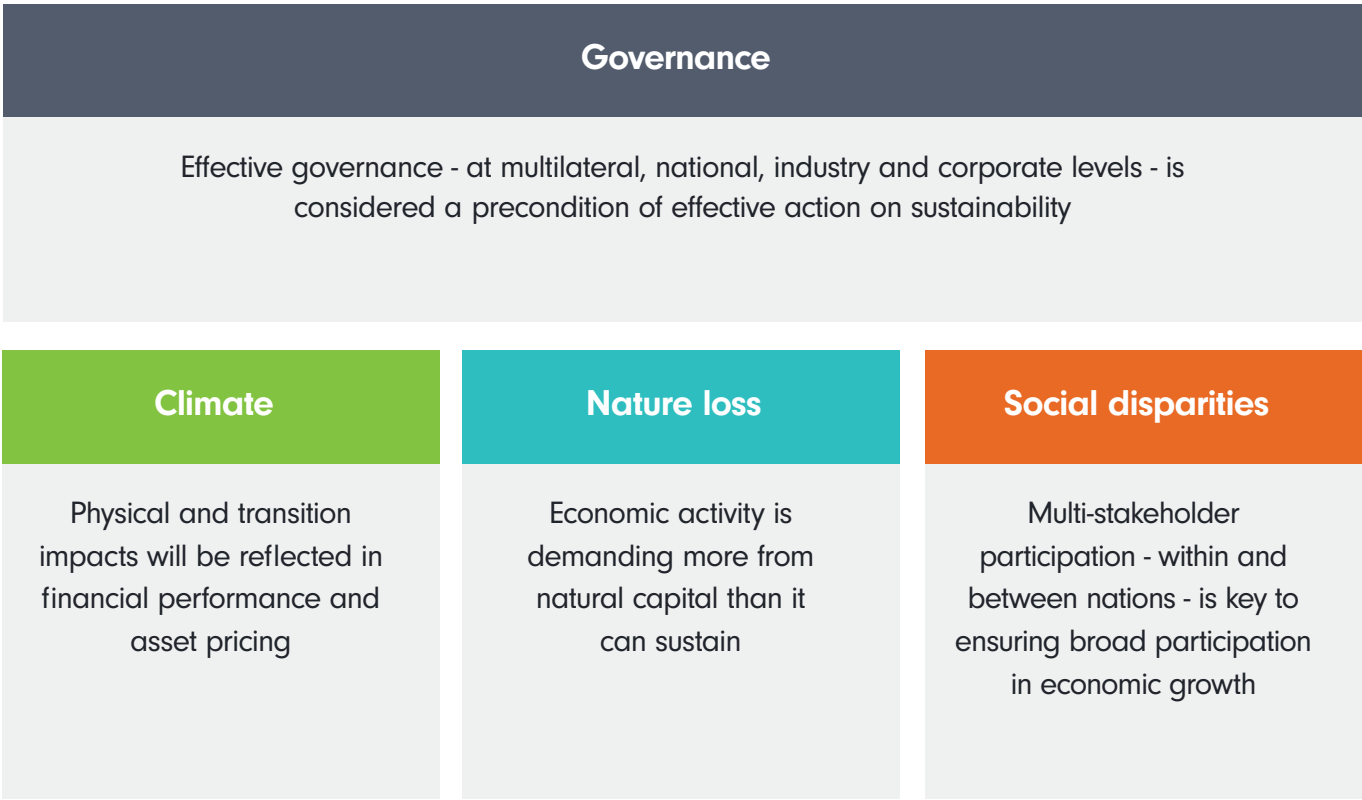 Governance
Effective governance - at multilateral, national, industry and corporate levels - is
considered a precondition of effective action on sustainability
Climate
Physical and transition
impacts will be reflected in
financial performance and
asset pricing
Nature loss
Economic activity is
demanding more from
natural capital than it
can sustain
Social disparities
Multi-stakeholder
participation - within and
between nations - is key to
ensuring broad participation
in economic growth